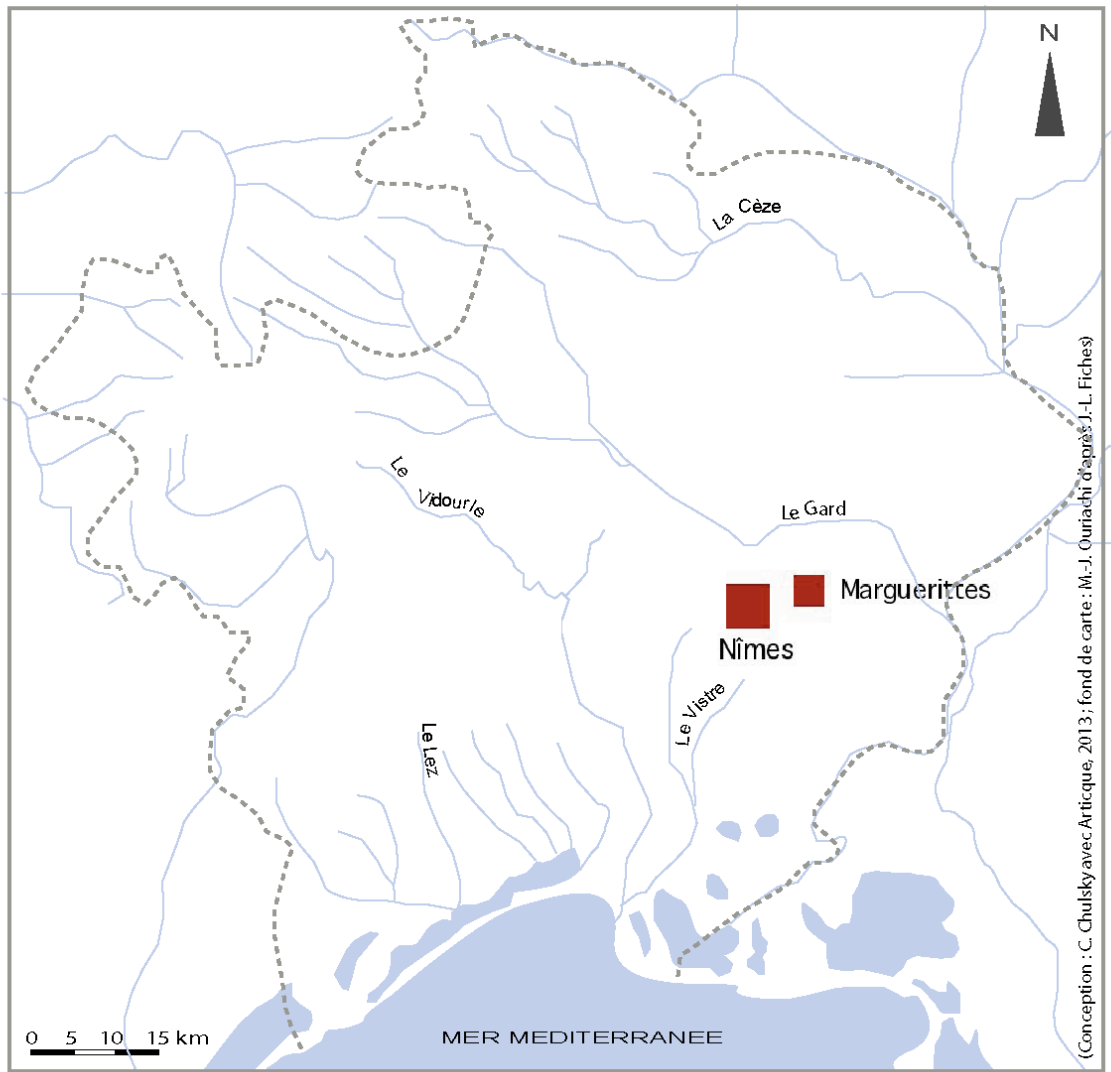 N
La Cèze
Le Vidourle
Le Gard
Marguerittes
Nîmes
Le Vistre
Le Lez
0 5 10 15 km
MER MEDITERRANEE
(Conception : C. Chulsky avec Articque, 2013 ; fond de carte : M.-J. Ouriachi d'après J.-L. Fiches)